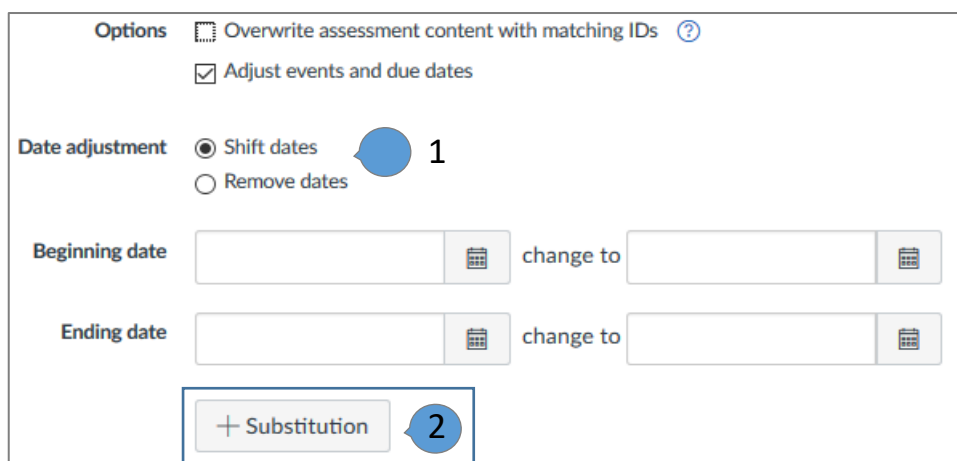 Options Overwrite assessment content with matching IDs ?
Adjust events and due dates
Date adjustment Shift dates 1
Remove dates
Beginning date change to
Ending date change to
+ Substitution 2